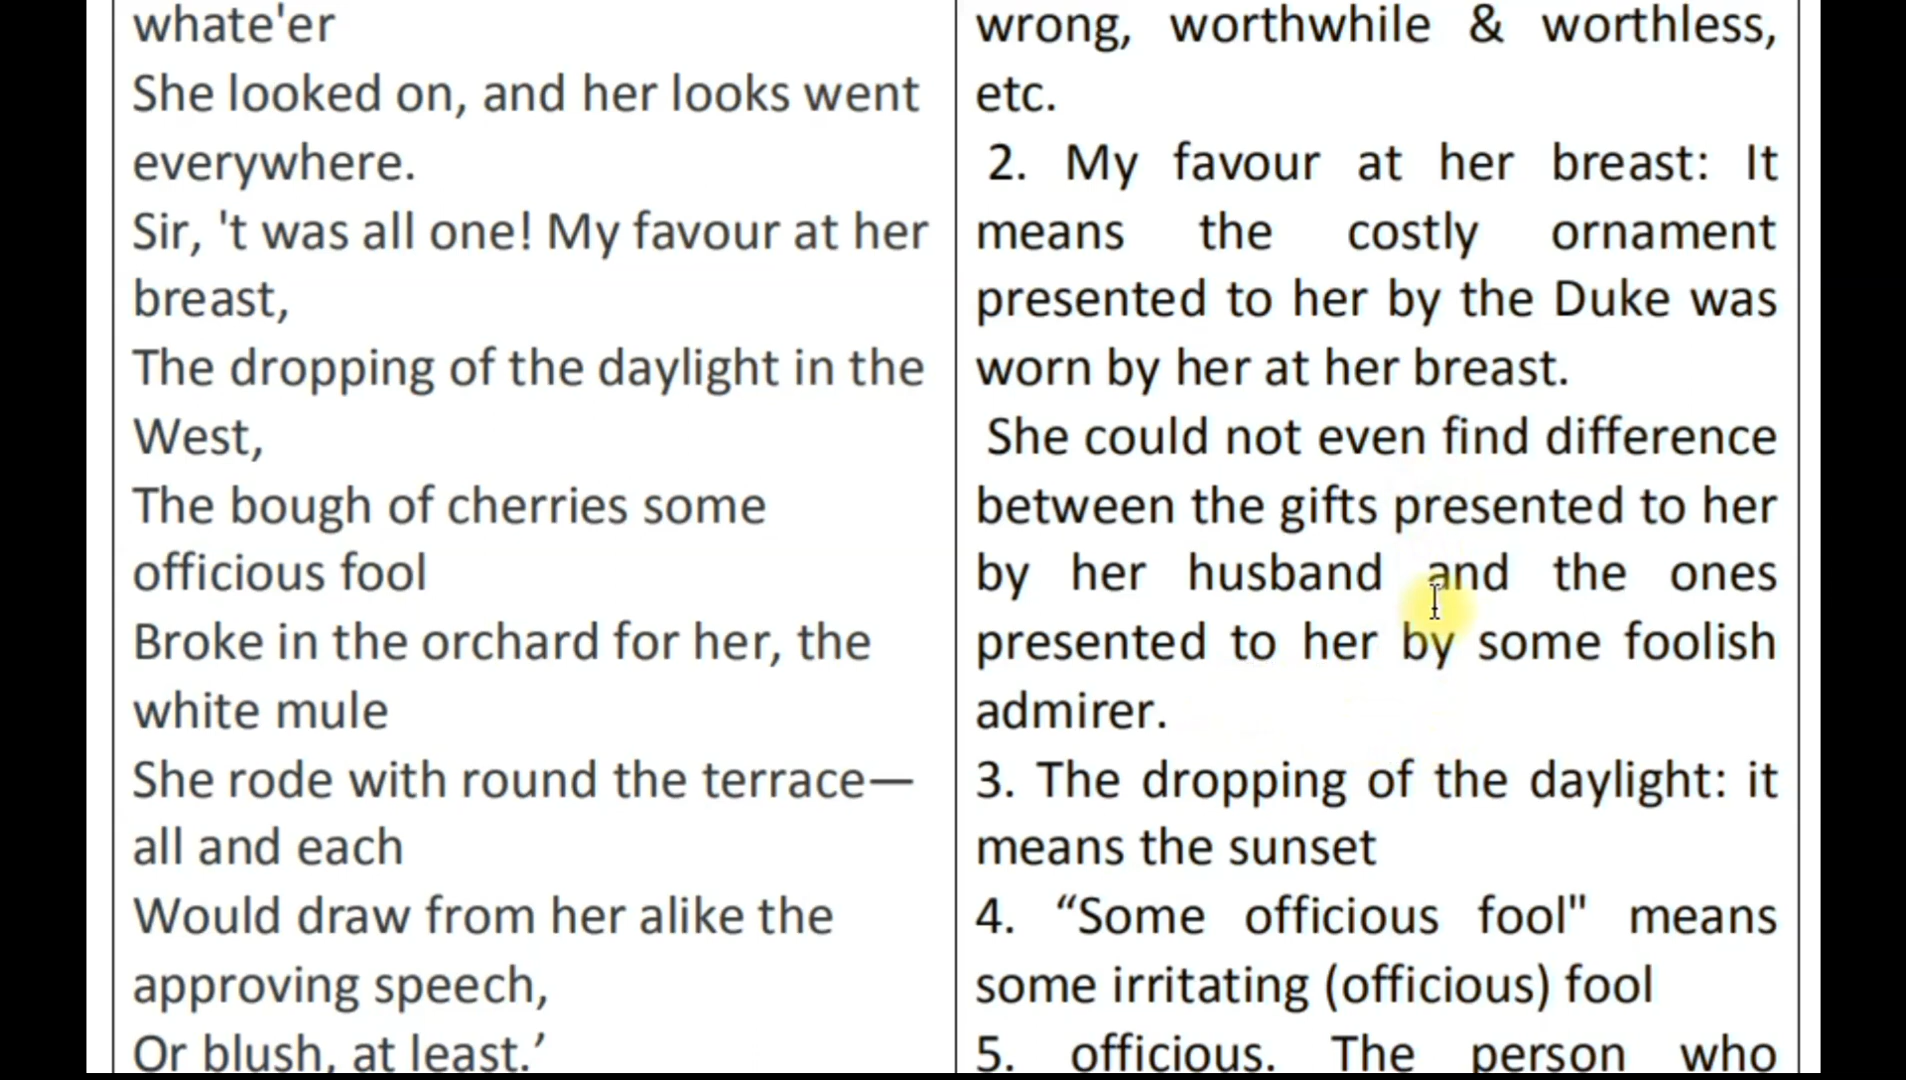 whate'er
She looked on, and her looks went
everywhere.
Sir, 't was all one! My favour at her
breast,
The dropping of the daylight in the
West,
The bough of cherries some
officious fool
Broke in the orchard for her, the
white mule
She rode with round the terrace—
all and each
Would draw from her alike the
approving speech,
Or blush, at least.’
wrong, worthwhile & worthless,
etc.
2. My favour at her breast: It
means the costly ornament
presented to her by the Duke was
worn by her at her breast.
She could not even find difference
between the gifts presented to her
by her husband and the ones
presented to her by some foolish
admirer.
3. The dropping of the daylight: it
means the sunset
4. “Some officious fool" means
some irritating (officious) fool
5. officious. The person who